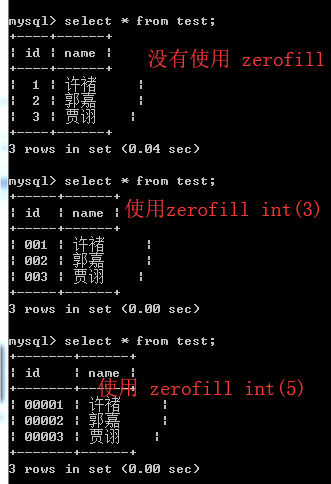 mysql> select * from test;
+----+------+
| id | name |
+----+------+
|  1 | 许褚 |
|  2 | 郭嘉 |
|  3 | 贾诩 |
+----+------+
没有使用 zerofill
3 rows in set (0.04 sec)
mysql> select * from test;
+-----+------+
| id  | name |
+-----+------+
| 001 | 许褚 |
| 002 | 郭嘉 |
| 003 | 贾诩 |
+-----+------+
使用zerofill int(3)
3 rows in set (0.00 sec)
mysql> select * from test;
+-------+------+
| id    | name |
+-------+------+
| 00001 | 许褚 |
| 00002 | 郭嘉 |
| 00003 | 贾诩 |
+-------+------+
使用 zerofill int(5)
3 rows in set (0.00 sec)